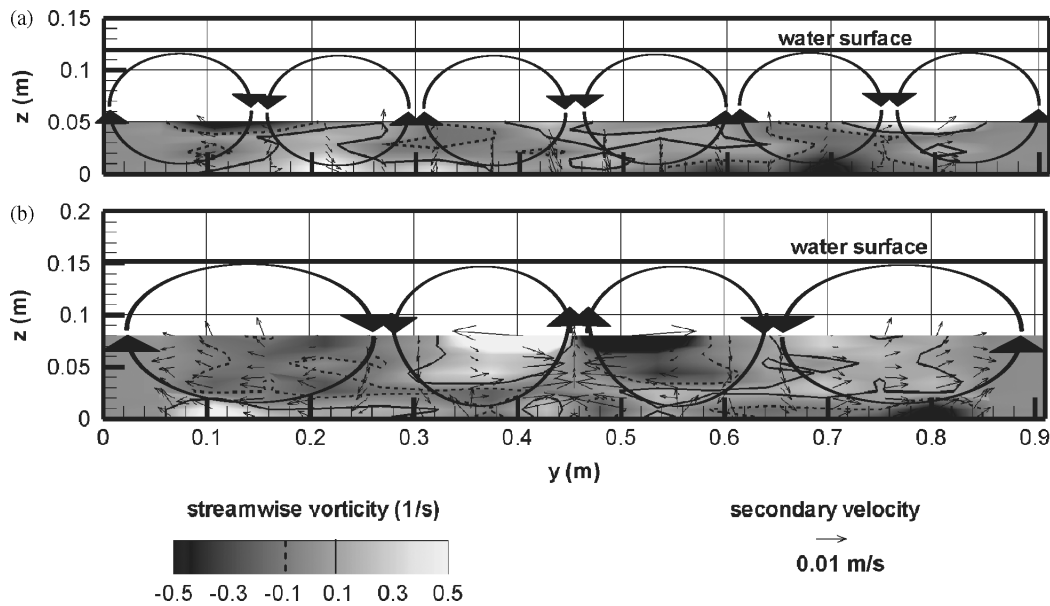 (a)
0.15
0.1
0.05
0
z (m)
water surface
(b)
0.2
0.15
0.1
0.05
0
z (m)
water surface
0 0.1 0.2 0.3 0.4 0.5 0.6 0.7 0.8 0.9
y (m)
streamwise vorticity (1/s)
-0.5 -0.3 -0.1 0.1 0.3 0.5
secondary velocity
0.01 m/s